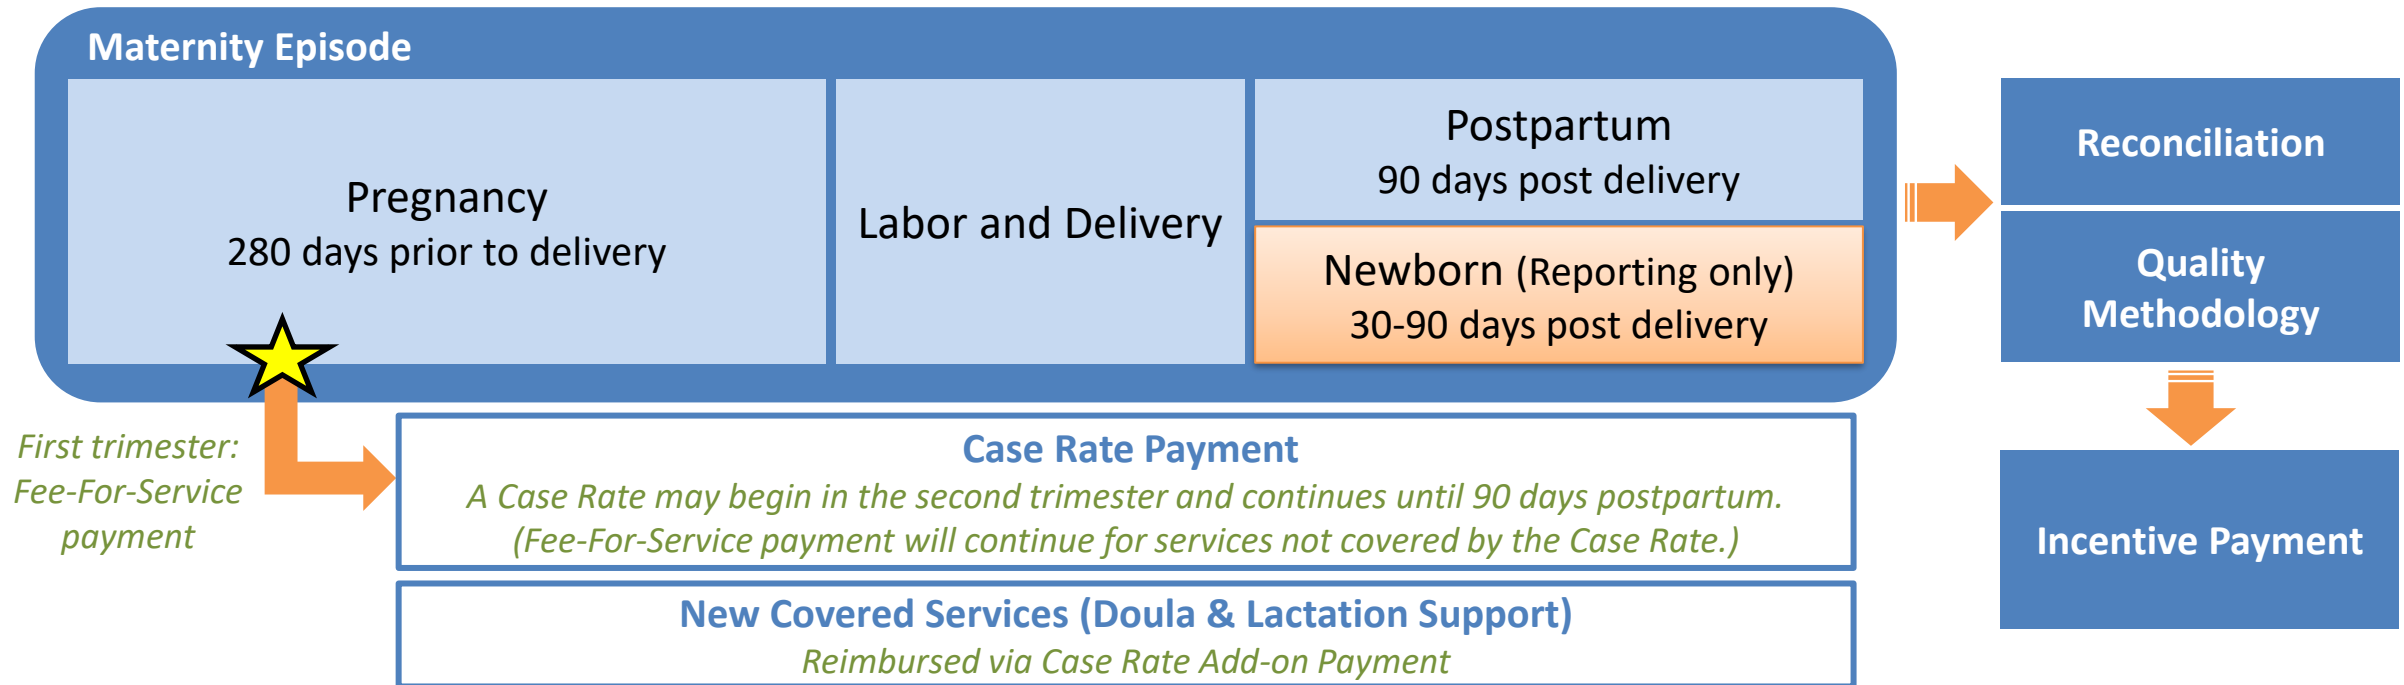 Maternity Episode
Pregnancy
280 days prior to delivery
Labor and Delivery
Postpartum
90 days post delivery
Newborn (Reporting only)
30-90 days post delivery
Reconciliation
Quality
Methodology
Incentive Payment
First trimester:
Fee-For-Service
payment
Case Rate Payment
A Case Rate may begin in the second trimester and continues until 90 days postpartum.
(Fee-For-Service payment will continue for services not covered by the Case Rate.)
New Covered Services (Doula & Lactation Support)
Reimbursed via Case Rate Add-on Payment